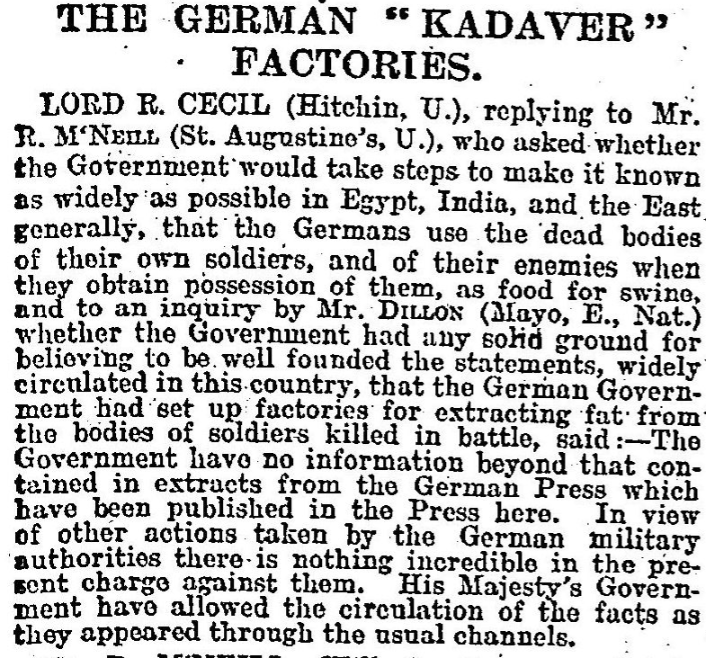 THE GERMAN "KADAVER"
FACTORIES.
LORD R. CECIL (Hitchin, U.), replying to Mr.
R. M'NEILL (St. Augustine's, U.), who asked whether
the Government would take steps to make it known
as widely as possible in Egypt, India, and the East
generally, that the Germans use the dead bodies
of their own soldiers, and of their enemies when
they obtain possession of them, as food for swine,
and to an inquiry by Mr. DILLON (Mayo, E., Nat.)
whether the Government had any solid ground for
believing to be well founded the statements, widely
circulated in this country, that the German Govern-
ment had set up factories for extracting fat from
the bodies of soldiers killed in battle, said:—The
Government have no information beyond that con-
tained in extracts from the German Press which
have been published in the Press here. In view
of other actions taken by the German military
authorities there is nothing incredible in the pre-
sent charge against them. His Majesty's Govern-
ment have allowed the circulation of the facts as
they appeared through the usual channels.